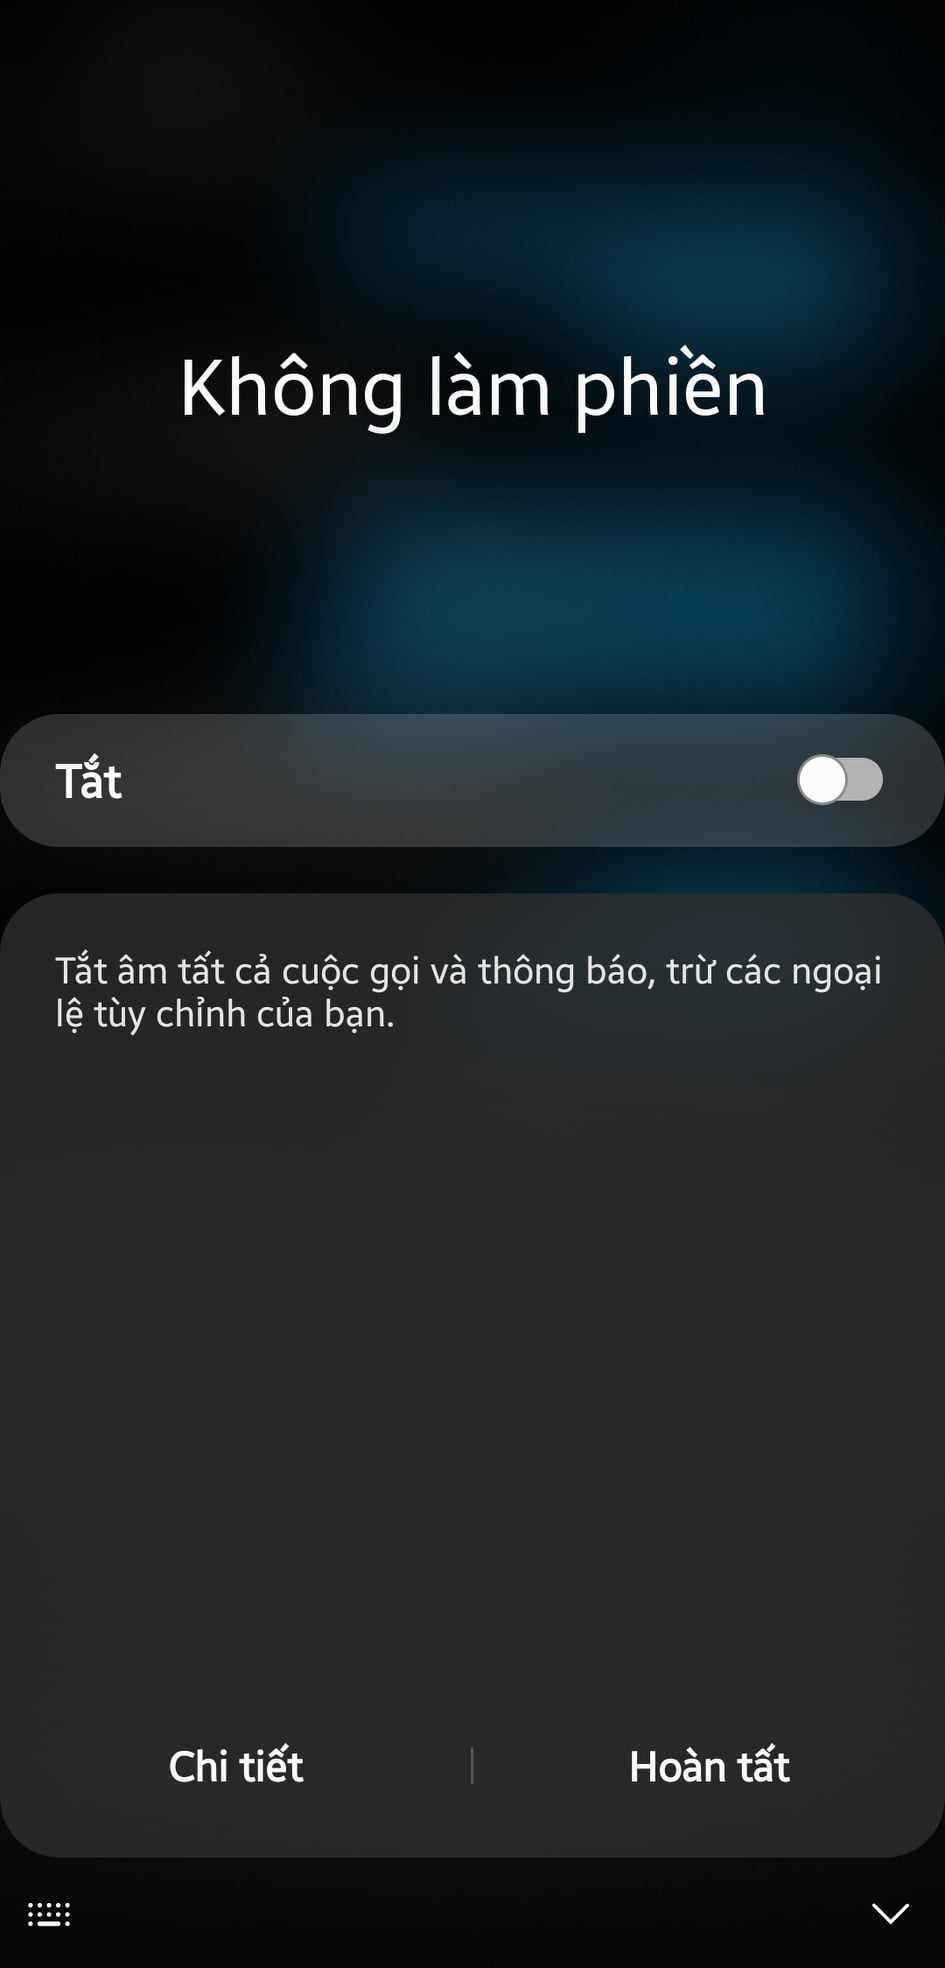 Không làm phiền
Tắt
Tắt âm tất cả cuộc gọi và thông báo, trừ các ngoại
lệ tùy chỉnh của bạn.
Chi tiết
Hoàn tất